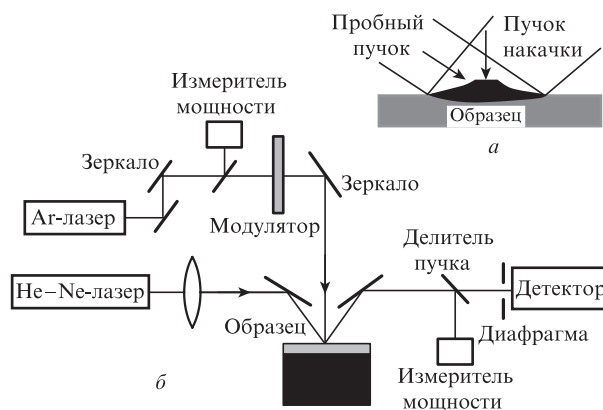 Пробный
пучок
Пучок
накачки
Образец
а
Измеритель
мощности
Зеркало
Зеркало
Ar-лазер
Модулятор
Делитель
пучка
He–Ne-лазер
Детектор
Образец
Диафрагма
б
Измеритель
мощности